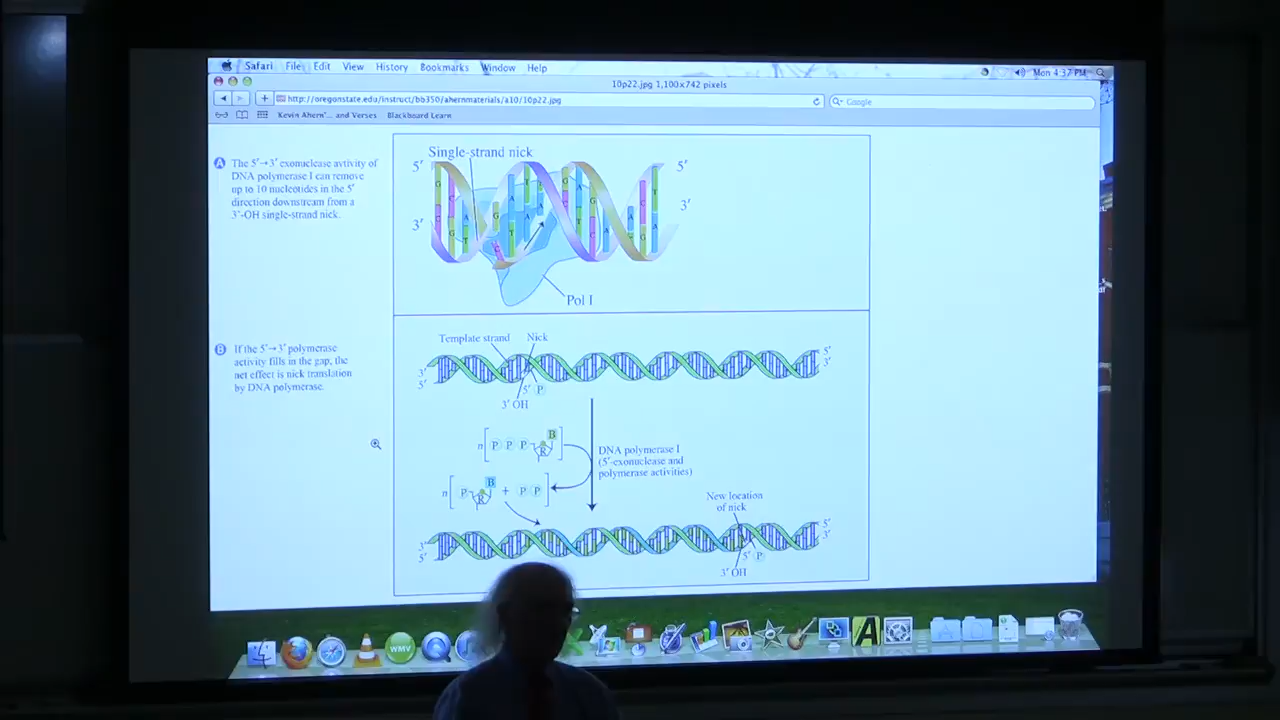 Safari File Edit View History Bookmarks Window Help
Mon 4:37 PM
10p22.jpg 1,100x742 pixels
http://oregonstate.edu/instruct/bb350/ahernmaterials/a10/10p22.jpg
Google
Kevin Ahern'... and Verses Blackboard Learn
A The 5'→3' exonuclease avtivity of
DNA polymerase I can remove
up to 10 nucleotides in the 5'
direction downstream from a
3'-OH single-strand nick.
Single-strand nick
5' 5'
3' 3'
Pol I
B If the 5'→3' polymerase
activity fills in the gap, the
net effect is nick translation
by DNA polymerase.
Template strand Nick
3' 5'
5' 3'
5' P
3' OH
n[ P P P R B ]
DNA polymerase I
(5'-exonuclease and
polymerase activities)
n[ P R B + P P ]
New location
of nick
3' 5'
5' 3'
5' P
3' OH
WMV
A